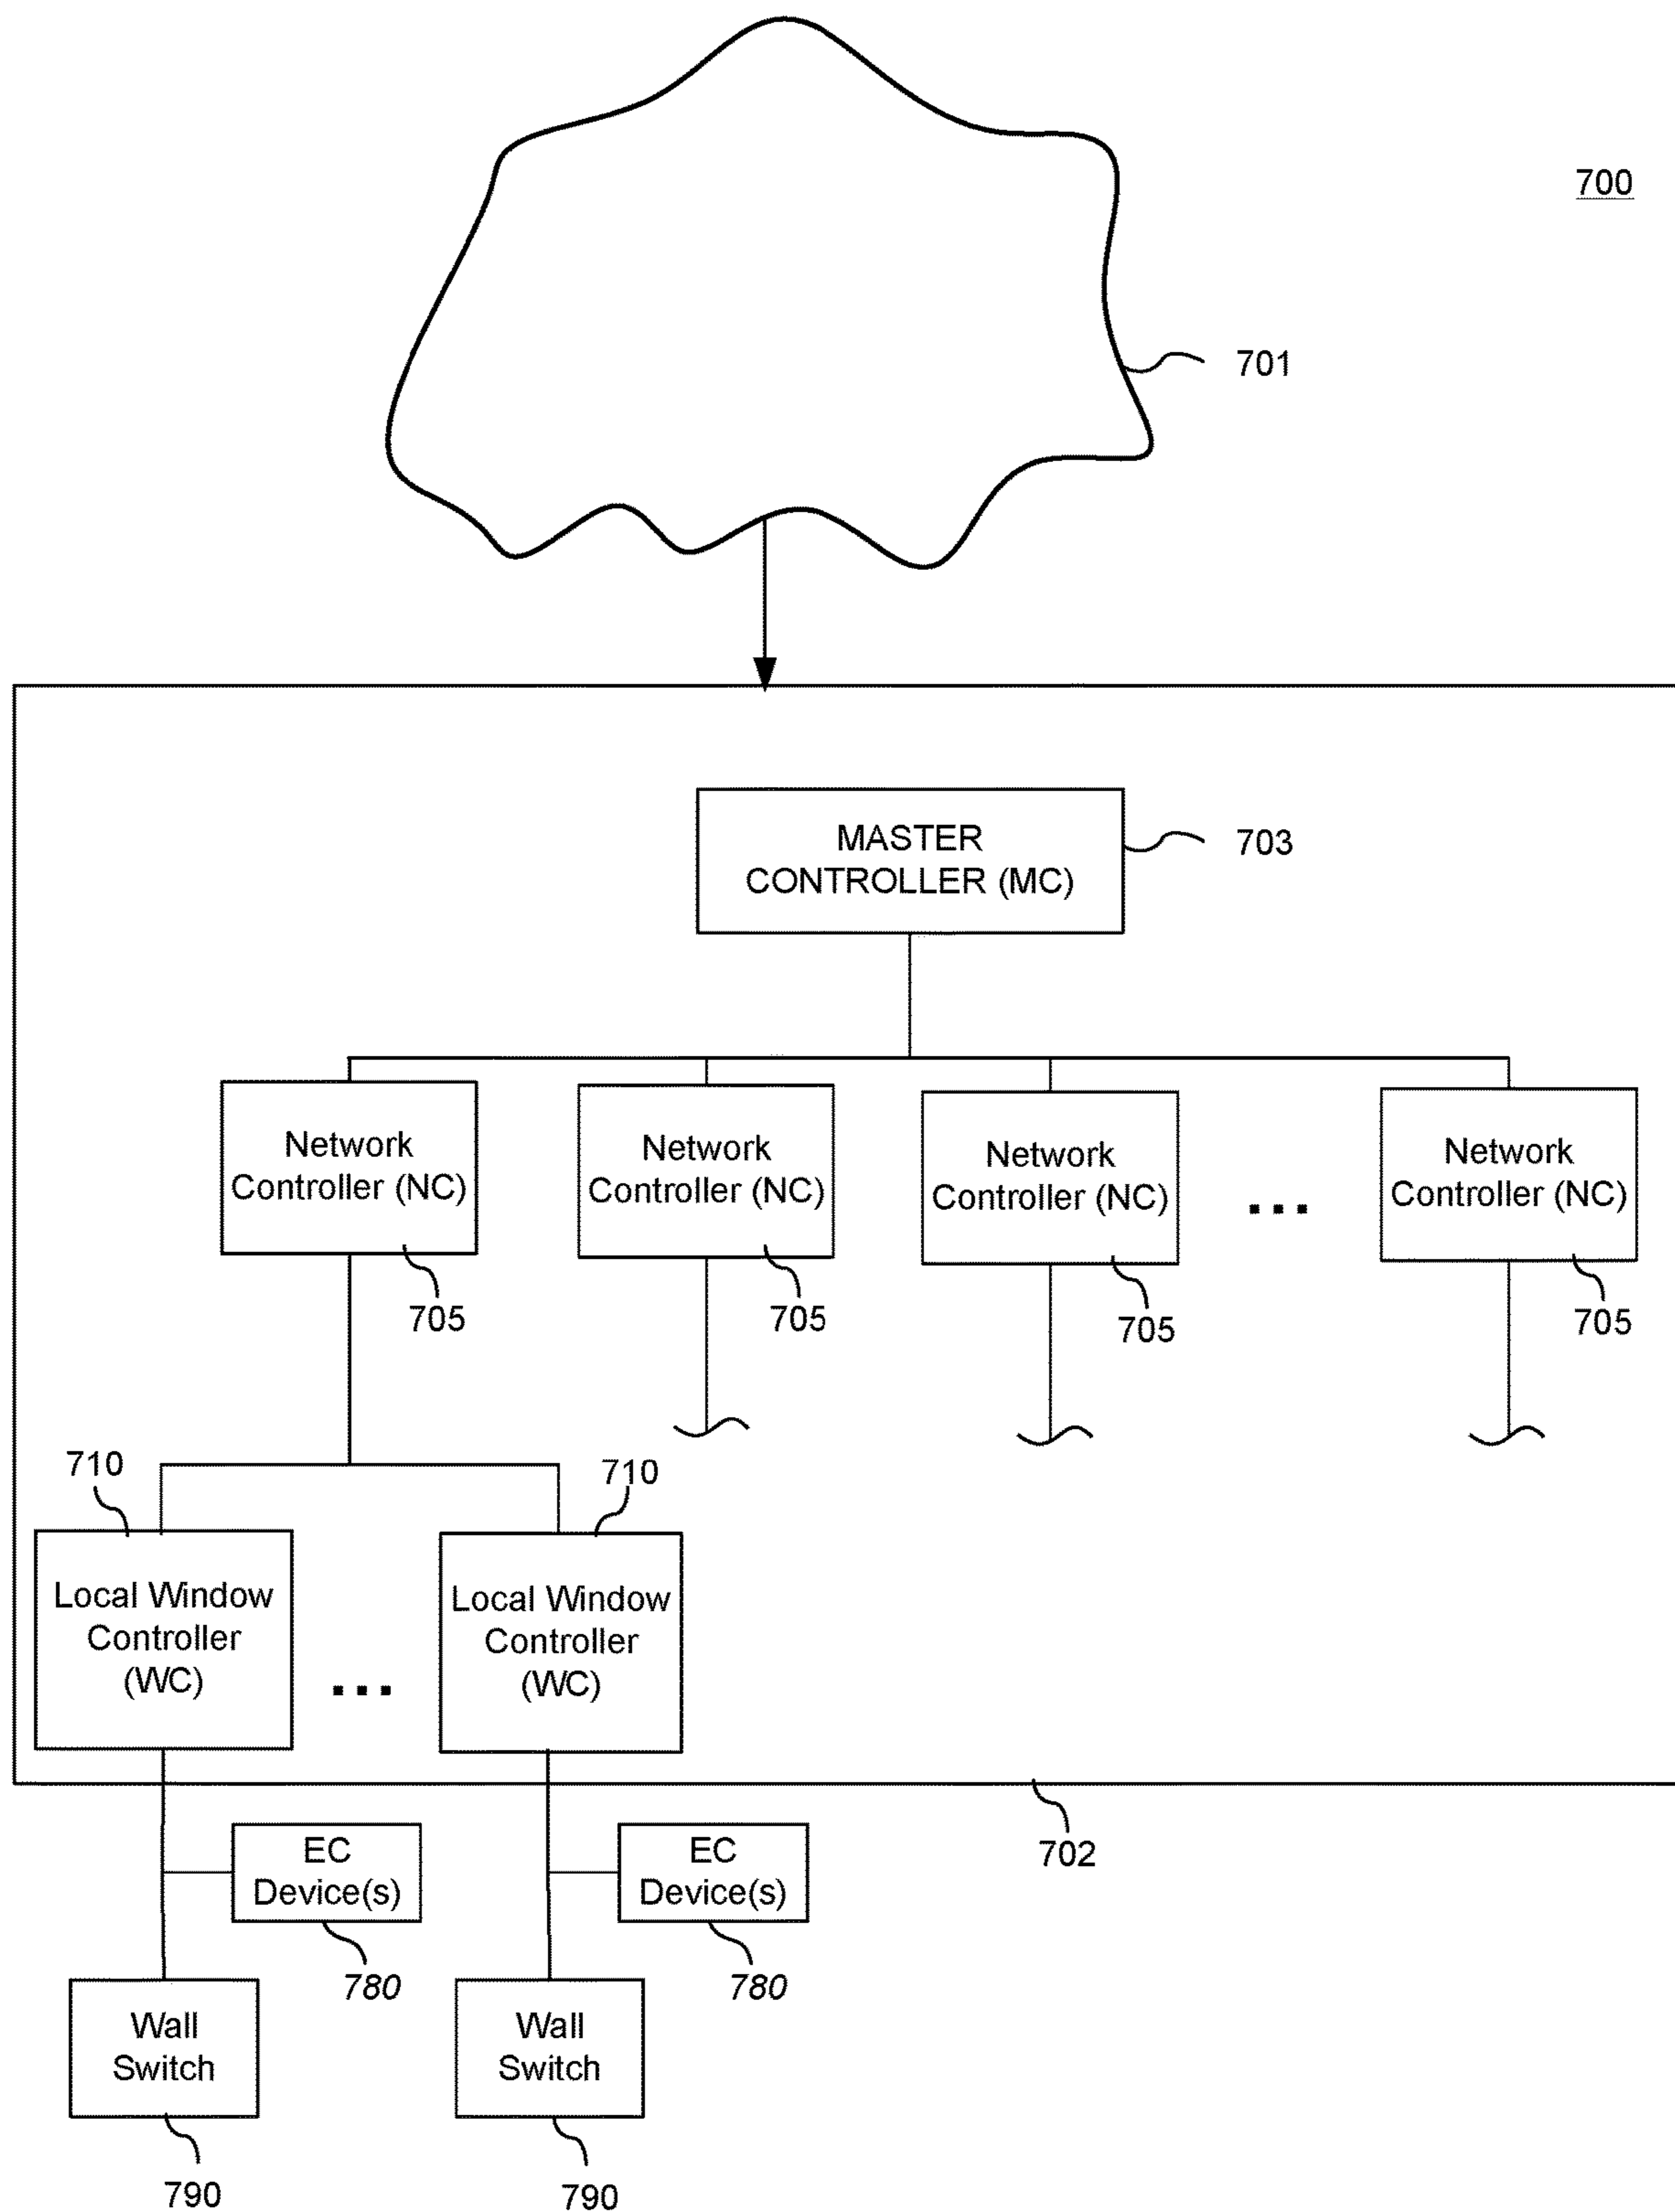 700
701
MASTER
CONTROLLER (MC)
703
Network
Controller (NC)
705
Network
Controller (NC)
705
Network
Controller (NC)
705
...
Network
Controller (NC)
705
710
Local Window
Controller
(WC)
...
710
Local Window
Controller
(WC)
702
EC
Device(s)
780
EC
Device(s)
780
Wall
Switch
790
Wall
Switch
790